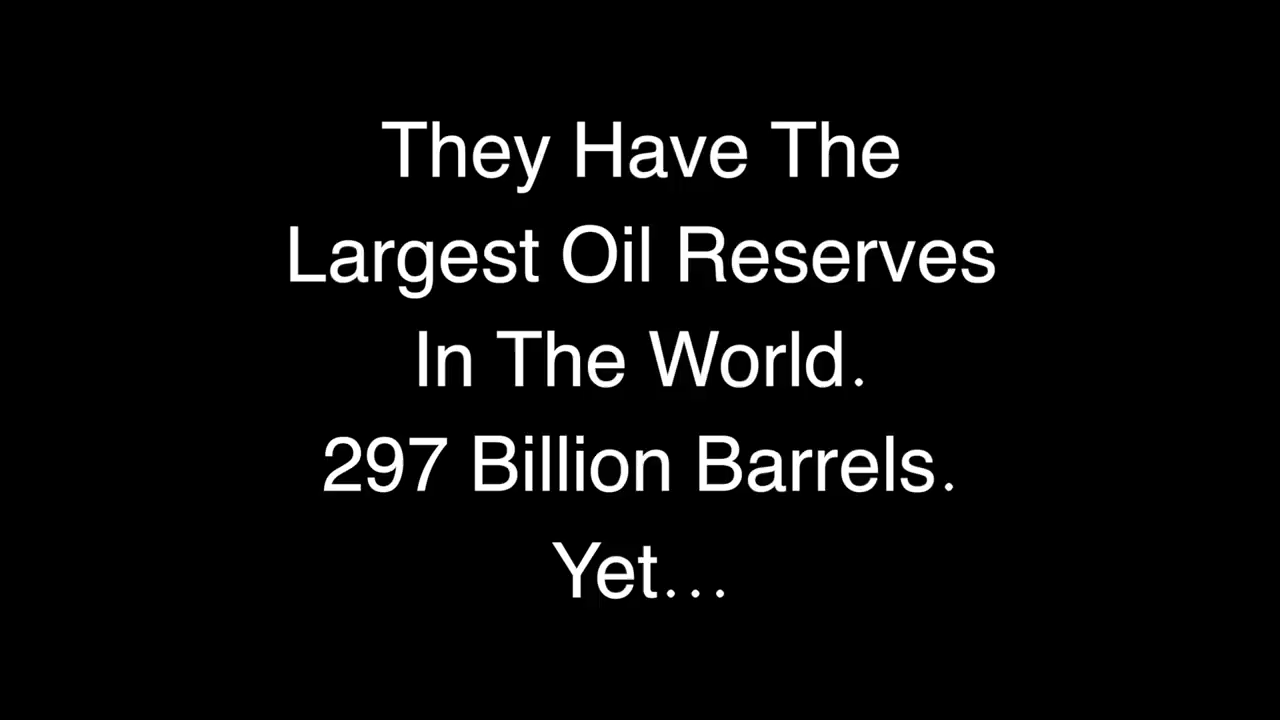 They Have The
Largest Oil Reserves
In The World.
297 Billion Barrels.
Yet...